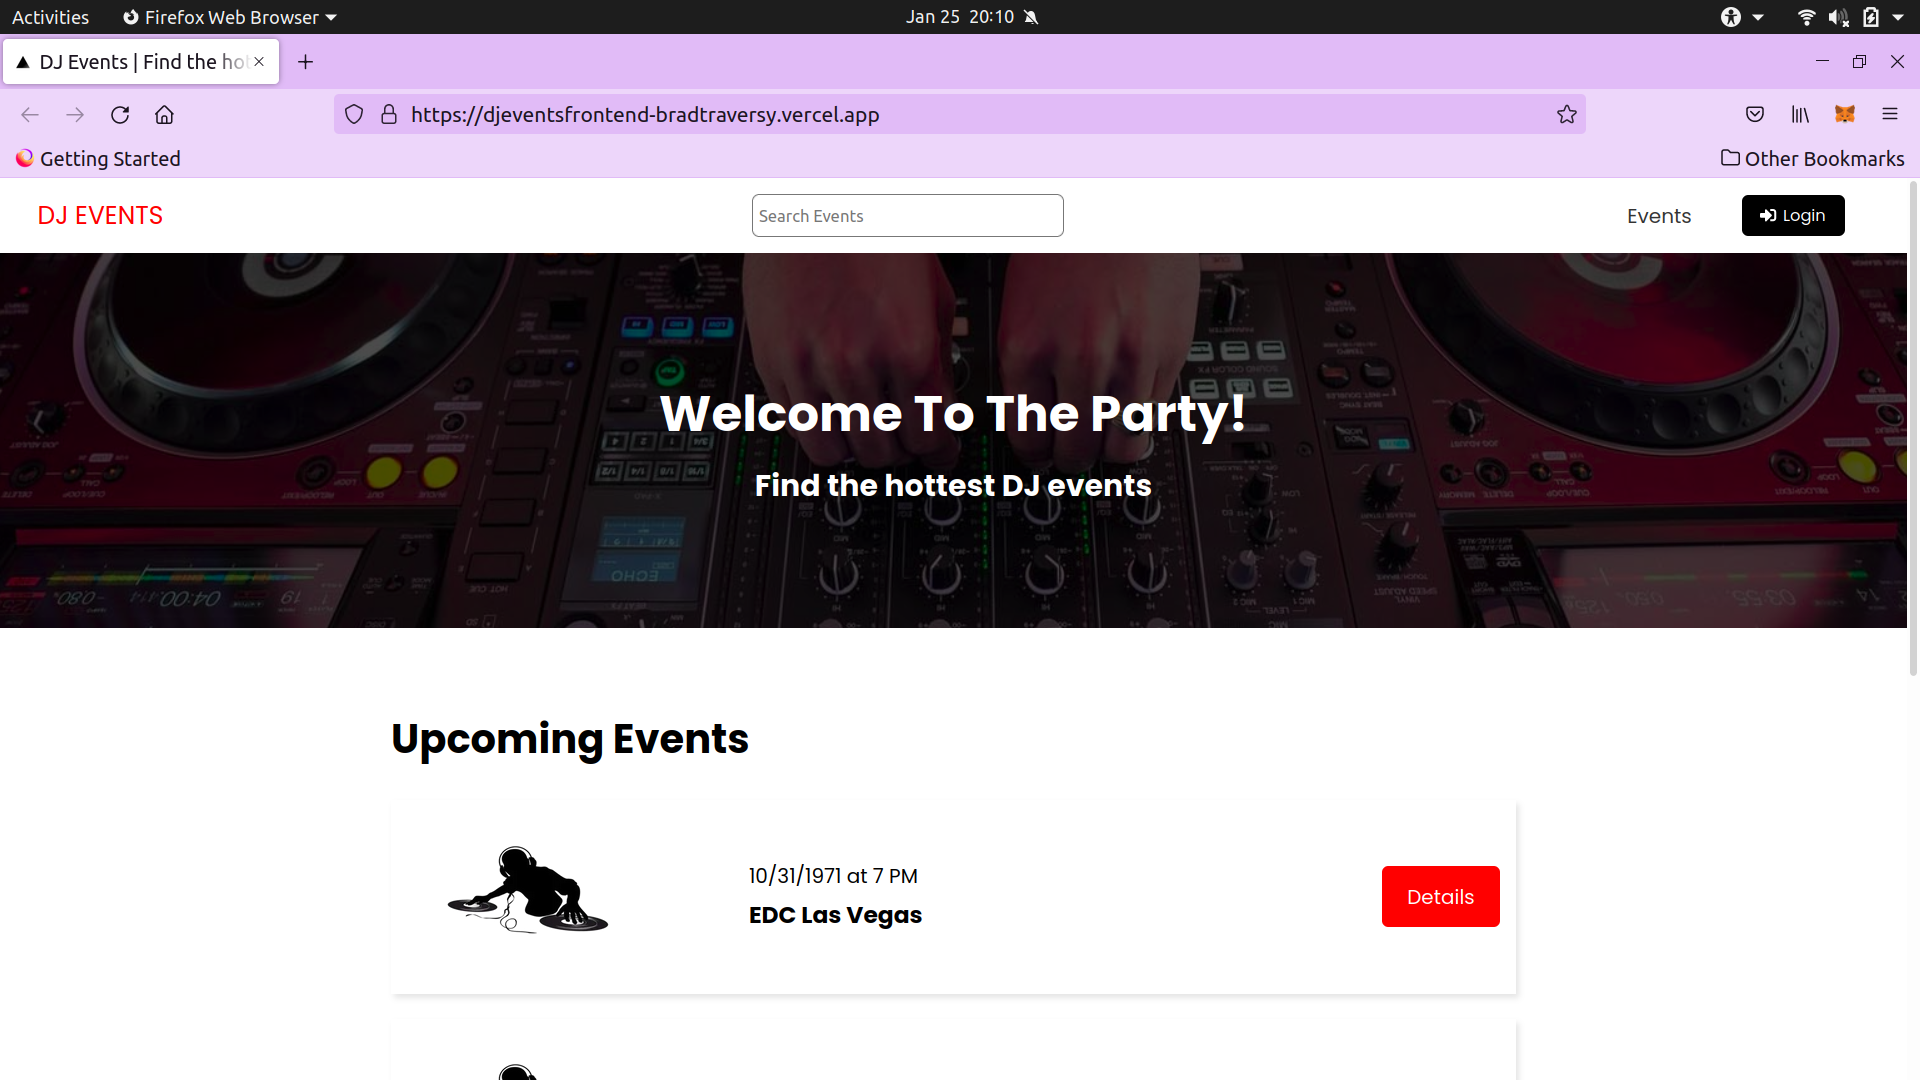 Activities Firefox Web Browser Jan 25 20:10
DJ Events | Find the hot
https://djeventsfrontend-bradtraversy.vercel.app
Getting Started Other Bookmarks
DJ EVENTS Search Events Events Login
Welcome To The Party!
Find the hottest DJ events
ECHO
Upcoming Events
10/31/1971 at 7 PM
EDC Las Vegas
Details